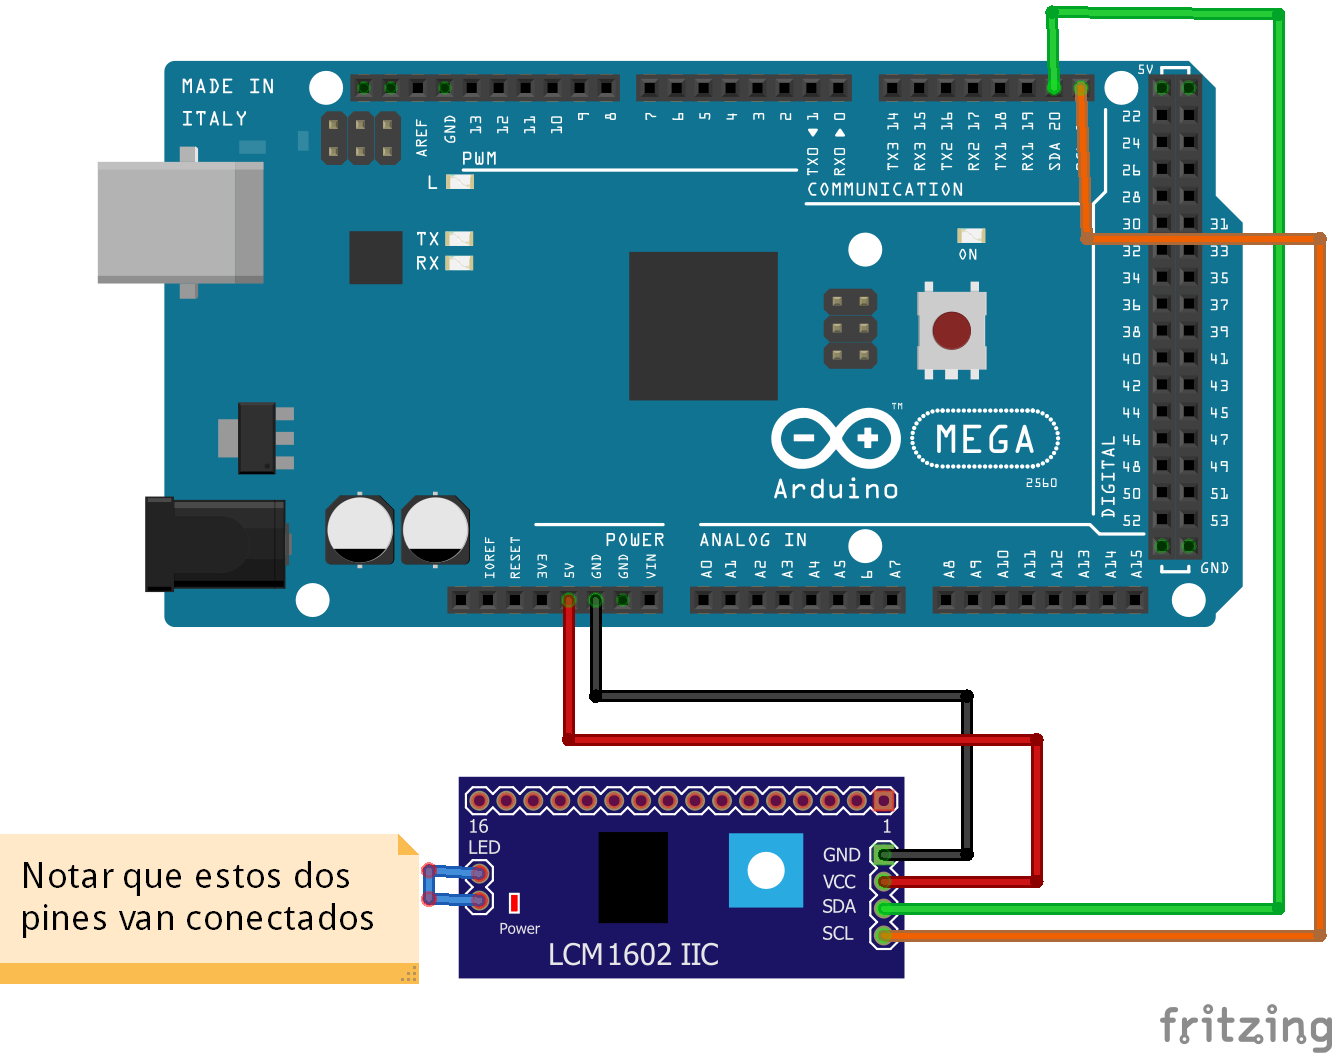 MADE IN
ITALY
5V
AREF
GND
13
12
11
10
9
8
7
6
5
4
3
2
TX0 1
RX0 0
TX3 14
RX3 15
TX2 16
RX2 17
TX1 18
RX1 19
SDA 20
PWM
L
COMMUNICATION
22
24
26
28
30 31
32 33
34 35
36 37
38 39
40 41
42 43
44 45
46 47
48 49
50 51
52 53
TX
RX
ON
TM
MEGA
Arduino
2560
DIGITAL
POWER
ANALOG IN
GND
IOREF
RESET
3V3
5V
GND
GND
VIN
A0
A1
A2
A3
A4
A5
6
A7
A8
A9
A10
A11
A12
A13
A14
A15
16 1
LED
GND
VCC
SDA
SCL
Power
LCM1602 IIC
Notar que estos dos
pines van conectados
fritzing